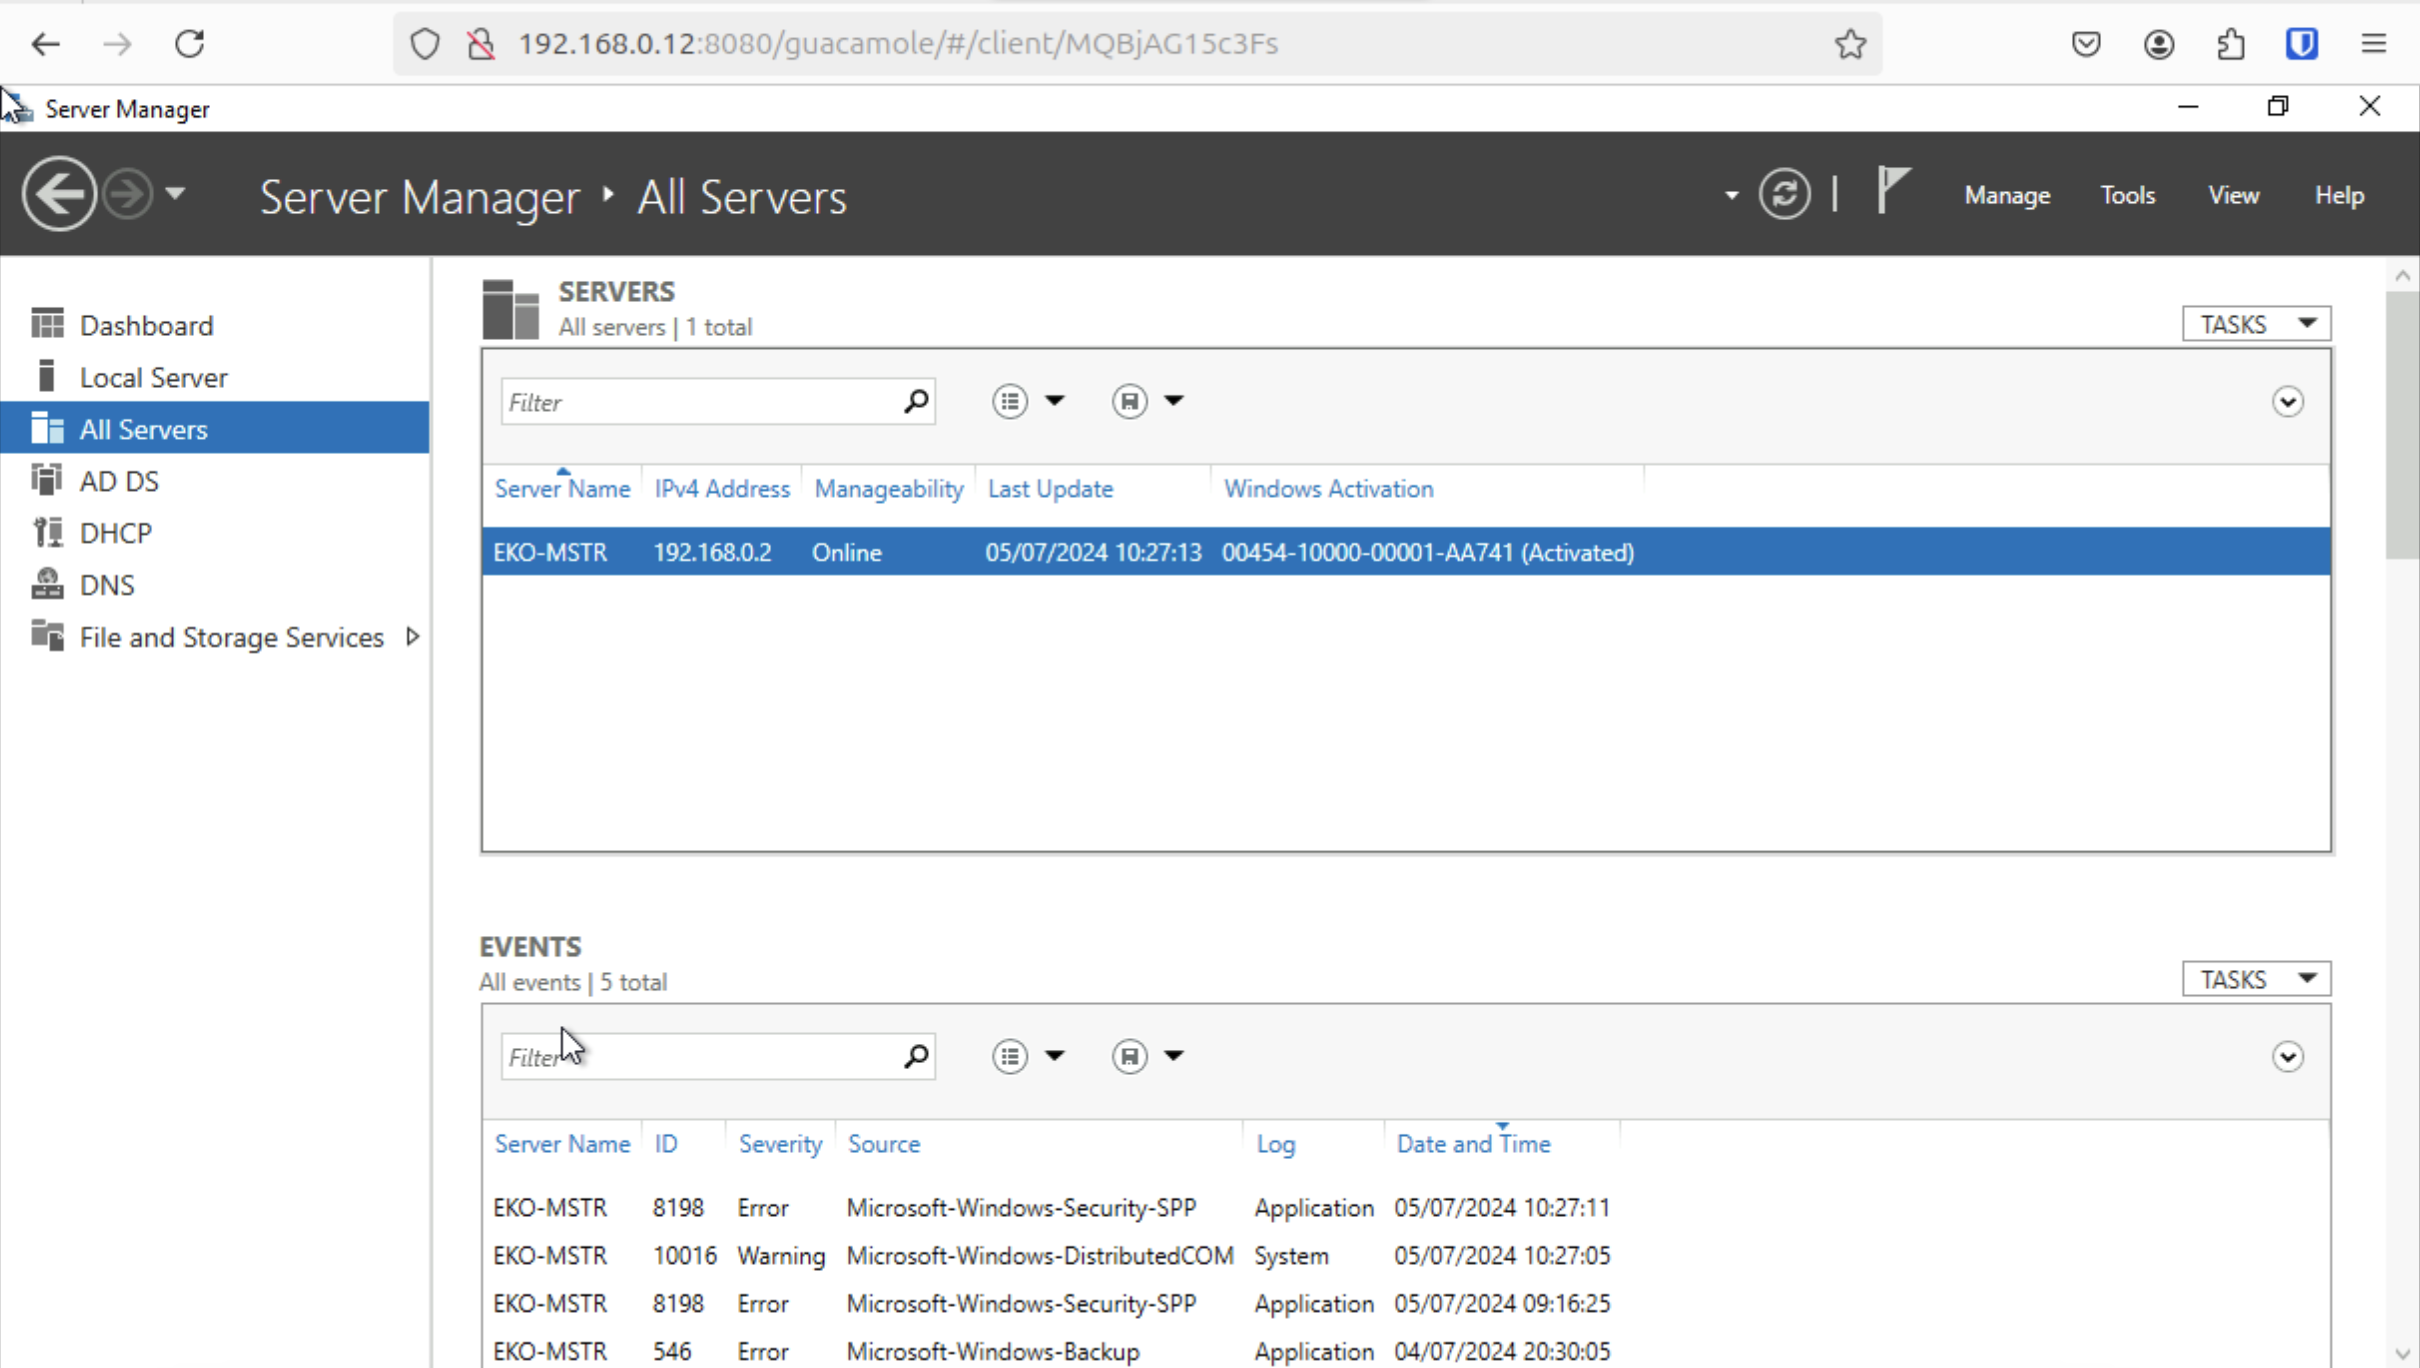 192.168.0.12:8080/guacamole/#/client/MQBjAG15c3Fs
Server Manager
Server Manager All Servers
Manage Tools View Help
Dashboard
Local Server
All Servers
AD DS
DHCP
DNS
File and Storage Services
SERVERS
All servers | 1 total
TASKS
Filter
Server Name IPv4 Address Manageability Last Update Windows Activation
EKO-MSTR 192.168.0.2 Online 05/07/2024 10:27:13 00454-10000-00001-AA741 (Activated)
EVENTS
All events | 5 total
TASKS
Filter
Server Name ID Severity Source Log Date and Time
EKO-MSTR 8198 Error Microsoft-Windows-Security-SPP Application 05/07/2024 10:27:11
EKO-MSTR 10016 Warning Microsoft-Windows-DistributedCOM System 05/07/2024 10:27:05
EKO-MSTR 8198 Error Microsoft-Windows-Security-SPP Application 05/07/2024 09:16:25
EKO-MSTR 546 Error Microsoft-Windows-Backup Application 04/07/2024 20:30:05